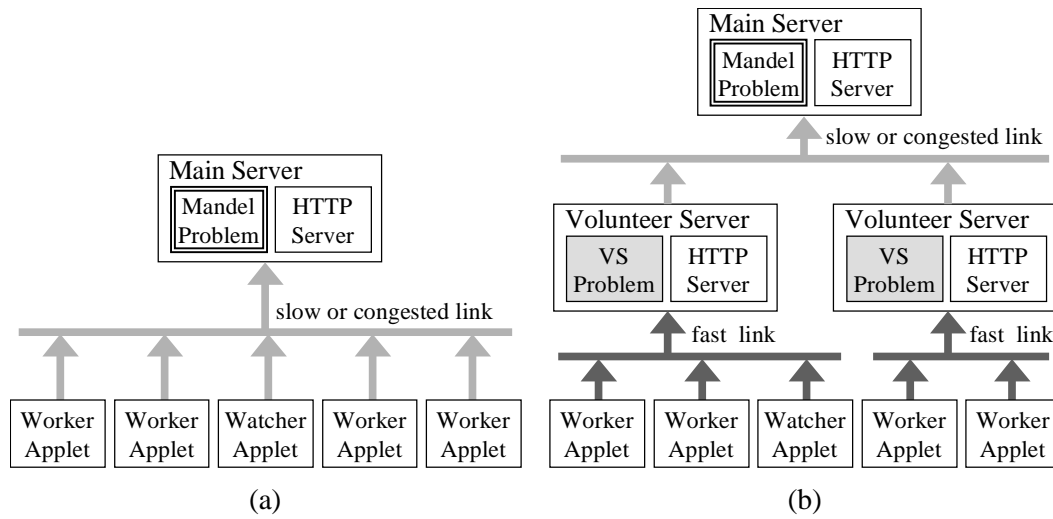 Main Server
Mandel
Problem
HTTP
Server
slow or congested link
Worker
Applet
Worker
Applet
Watcher
Applet
Worker
Applet
Worker
Applet
(a)
Main Server
Mandel
Problem
HTTP
Server
slow or congested link
Volunteer Server
VS
Problem
HTTP
Server
Volunteer Server
VS
Problem
HTTP
Server
fast link
fast link
Worker
Applet
Worker
Applet
Watcher
Applet
Worker
Applet
Worker
Applet
(b)